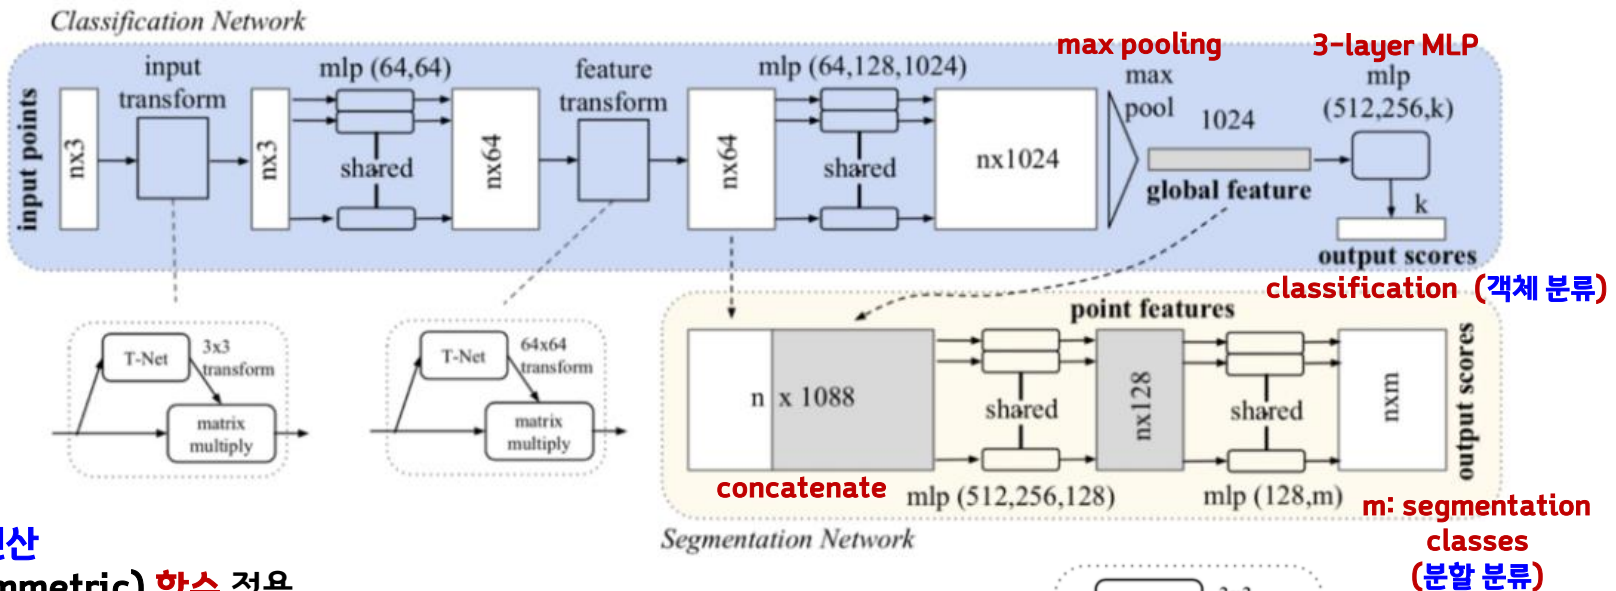 Classification Network
input points
nx3
input
transform
nx3
mlp (64,64)
shared
nx64
feature
transform
nx64
mlp (64,128,1024)
shared
nx1024
max pooling
max
pool
1024
global feature
3-layer MLP
mlp
(512,256,k)
k
output scores
classification (객체 분류)
T-Net
3x3
transform
matrix
multiply
T-Net
64x64
transform
matrix
multiply
point features
n x 1088
concatenate
shared
mlp (512,256,128)
nx128
shared
mlp (128,m)
nxm
output scores
m: segmentation
classes
(분할 분류)
Segmentation Network
함수 적용